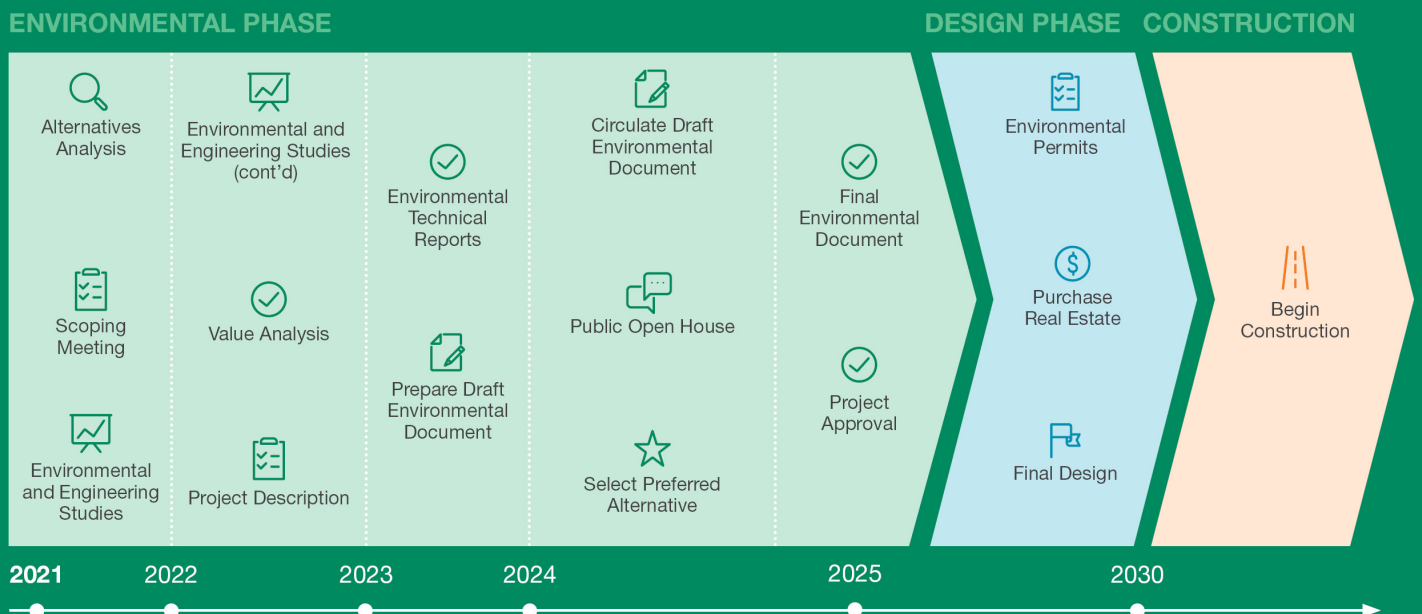 ENVIRONMENTAL PHASE
DESIGN PHASE
CONSTRUCTION
Alternatives
Analysis
Scoping
Meeting
Environmental
and Engineering
Studies
Environmental and
Engineering Studies
(cont’d)
Value Analysis
Project Description
Environmental
Technical
Reports
Prepare Draft
Environmental
Document
Circulate Draft
Environmental
Document
Public Open House
Select Preferred
Alternative
Final
Environmental
Document
Project
Approval
Environmental
Permits
$
Purchase
Real Estate
Final Design
Begin
Construction
2021
2022
2023
2024
2025
2030